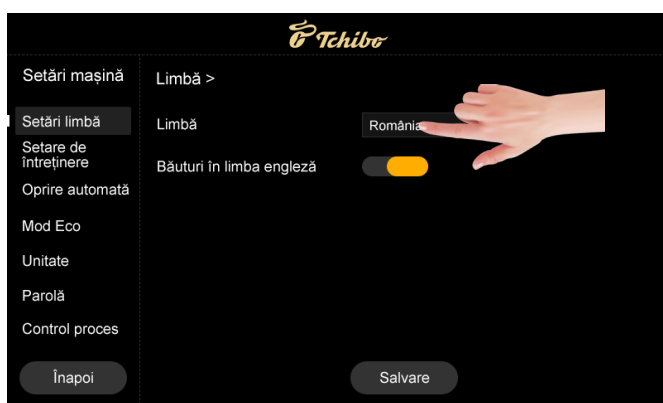 Tchibo
Setări mașină
Limbă >
Setări limbă
Limbă
România
Setare de
întreținere
Băuturi în limba engleză
Oprire automată
Mod Eco
Unitate
Parolă
Control proces
Înapoi
Salvare